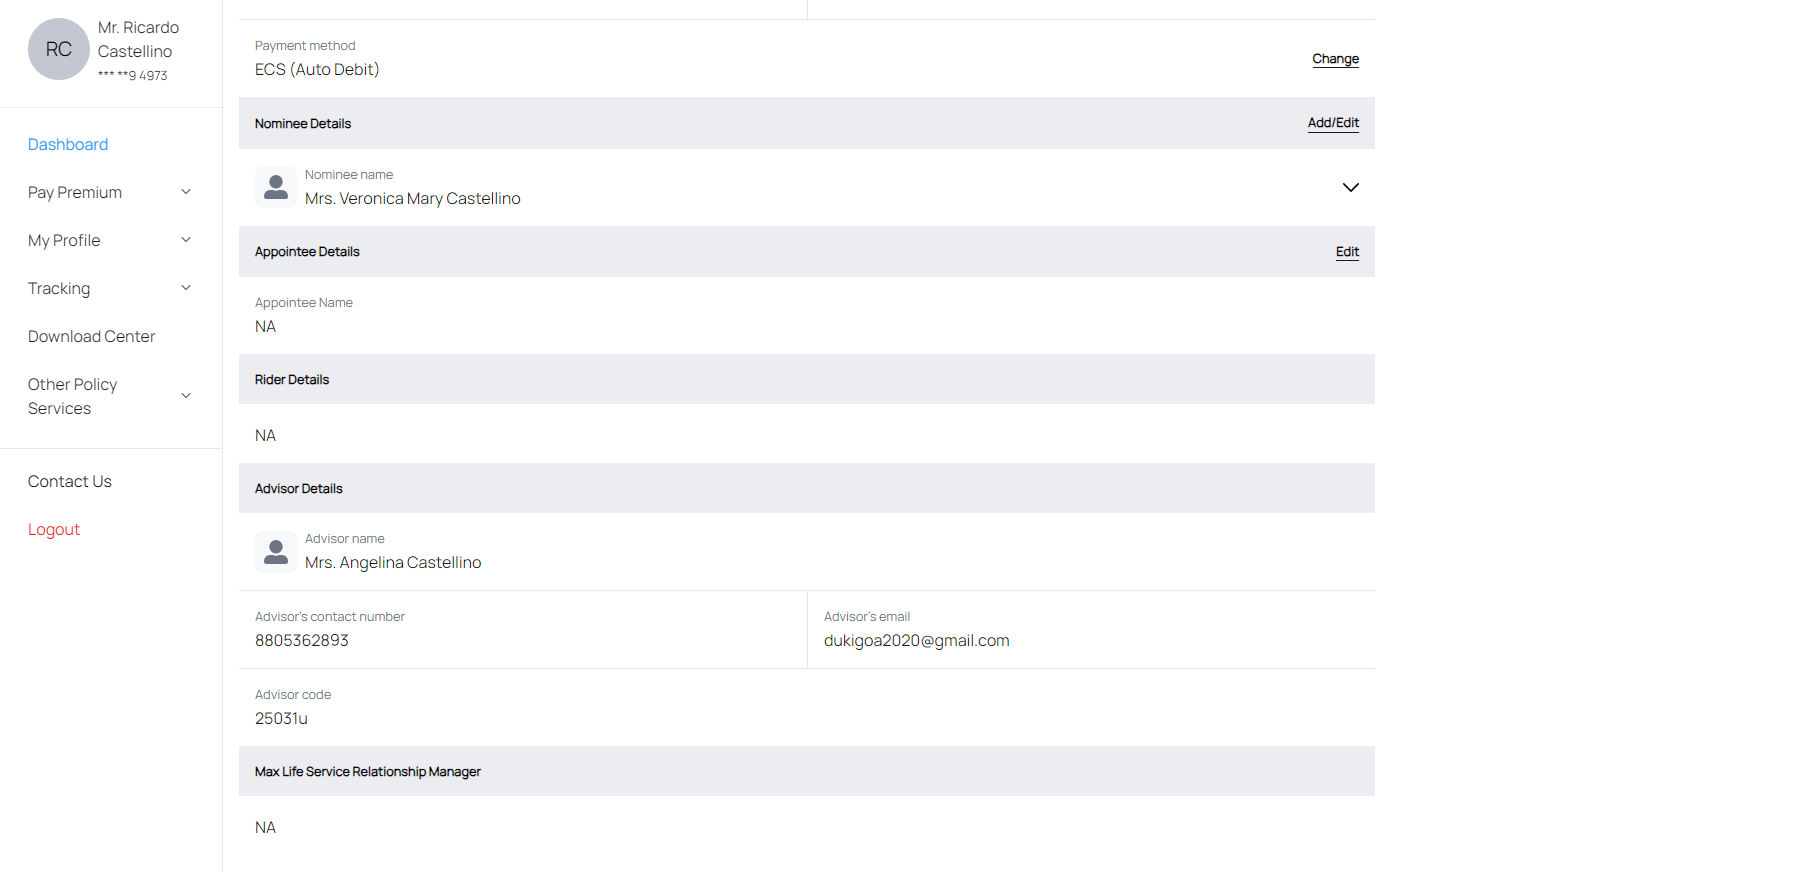 RC
Mr. Ricardo
Castellino
*** **9 4973
Dashboard
Pay Premium
My Profile
Tracking
Download Center
Other Policy
Services
Contact Us
Logout
Payment method
ECS (Auto Debit)
Change
Nominee Details
Add/Edit
Nominee name
Mrs. Veronica Mary Castellino
Appointee Details
Edit
Appointee Name
NA
Rider Details
NA
Advisor Details
Advisor name
Mrs. Angelina Castellino
Advisor's contact number
8805362893
Advisor's email
dukigoa2020@gmail.com
Advisor code
25031u
Max Life Service Relationship Manager
NA